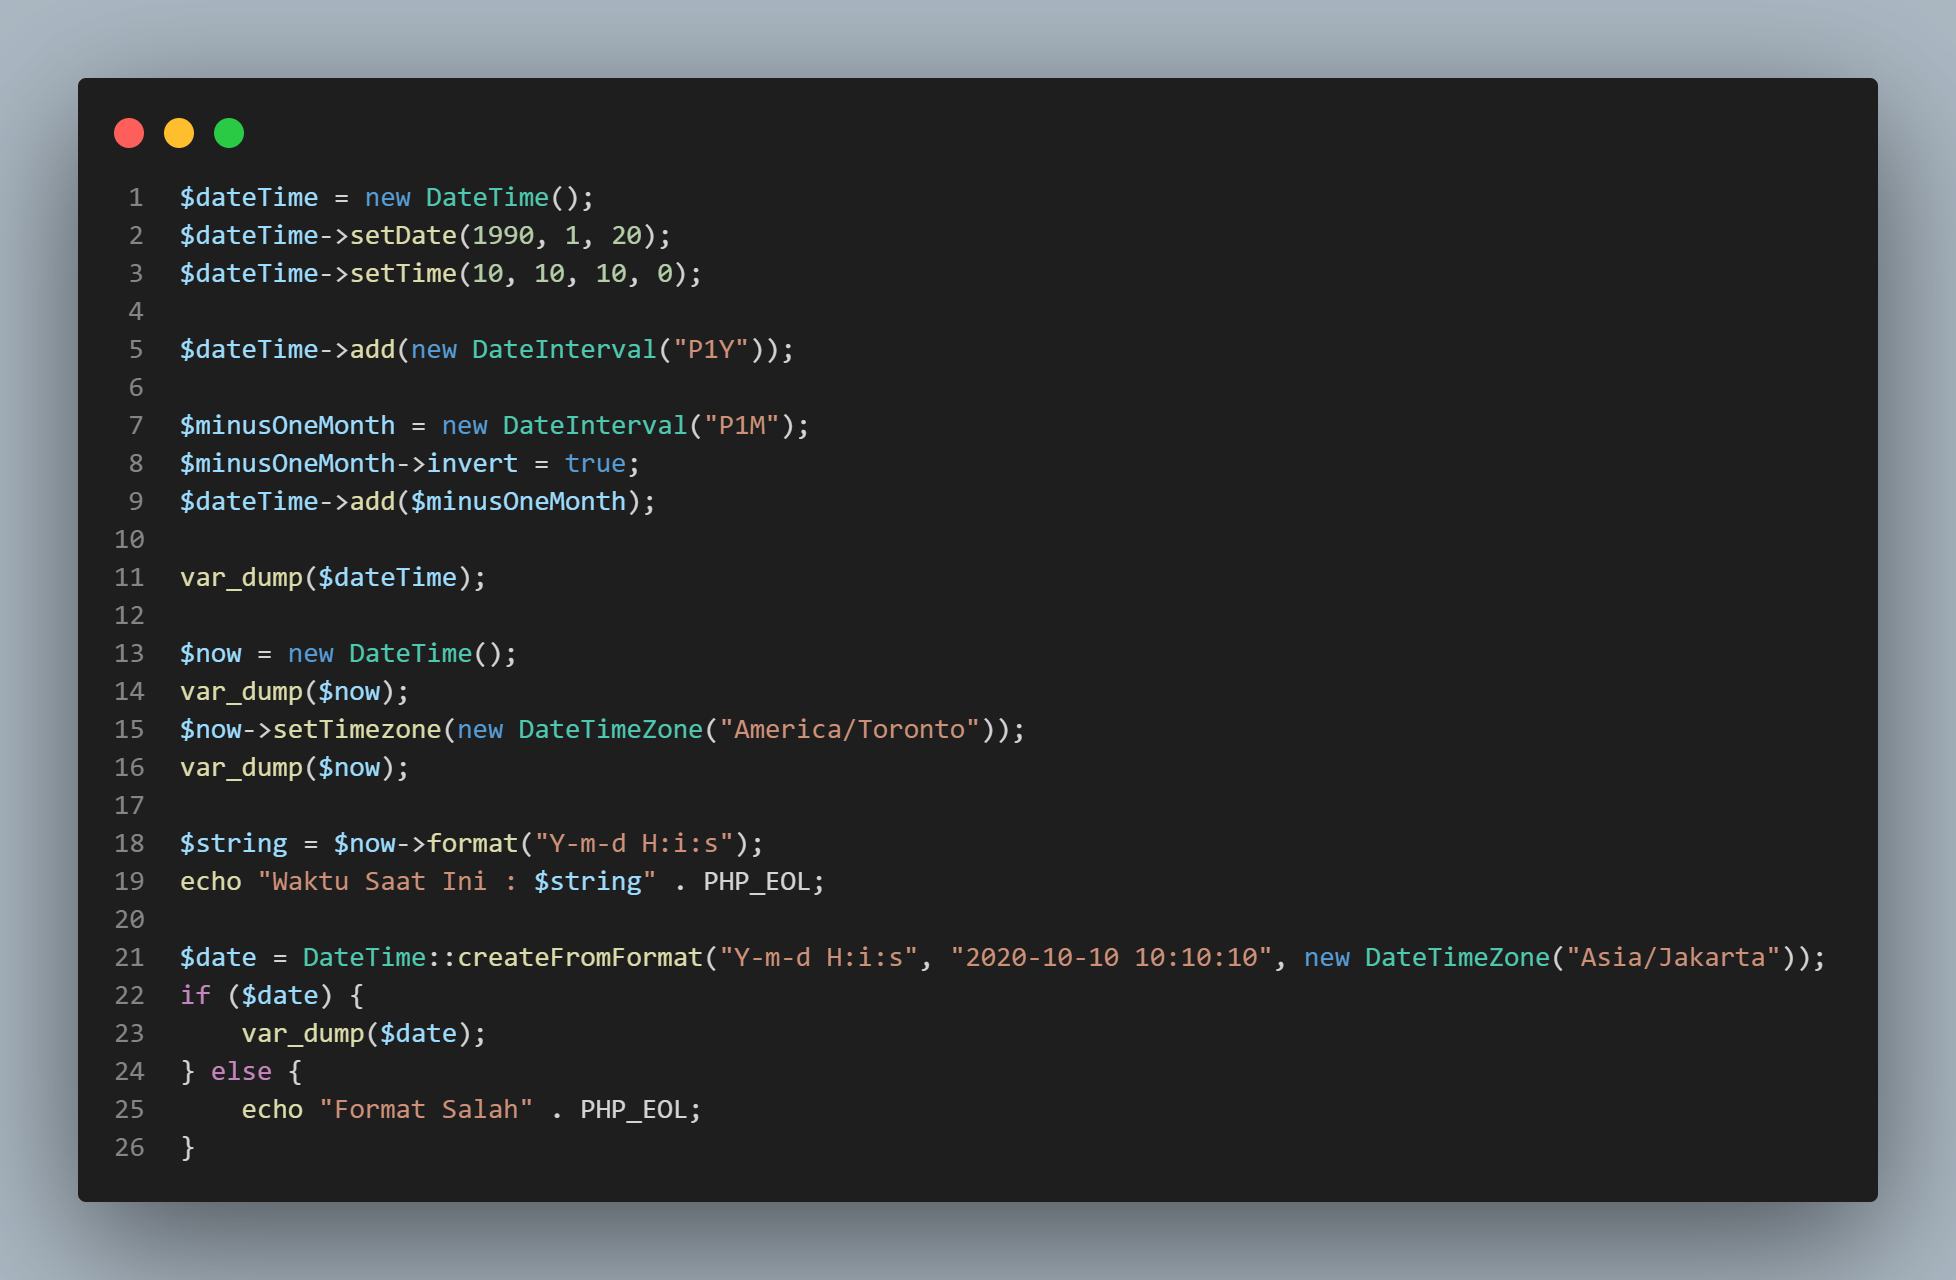 1 $dateTime = new DateTime();
2 $dateTime->setDate(1990, 1, 20);
3 $dateTime->setTime(10, 10, 10, 0);
4
5 $dateTime->add(new DateInterval("P1Y"));
6
7 $minusOneMonth = new DateInterval("P1M");
8 $minusOneMonth->invert = true;
9 $dateTime->add($minusOneMonth);
10
11 var_dump($dateTime);
12
13 $now = new DateTime();
14 var_dump($now);
15 $now->setTimezone(new DateTimeZone("America/Toronto"));
16 var_dump($now);
17
18 $string = $now->format("Y-m-d H:i:s");
19 echo "Waktu Saat Ini : $string" . PHP_EOL;
20
21 $date = DateTime::createFromFormat("Y-m-d H:i:s", "2020-10-10 10:10:10", new DateTimeZone("Asia/Jakarta"));
22 if ($date) {
23     var_dump($date);
24 } else {
25     echo "Format Salah" . PHP_EOL;
26 }